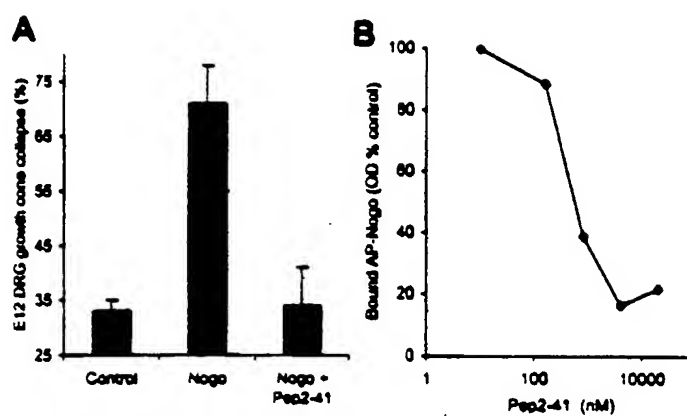 A
E12 DRG growth cone collapse (%)
75
65
55
45
35
25
Control
Nogo
Nogo +
Pep2-41
B
Bound AP-Nogo (OD % control)
100
80
60
40
20
0
1
100
10000
Pep2-41 (nM)